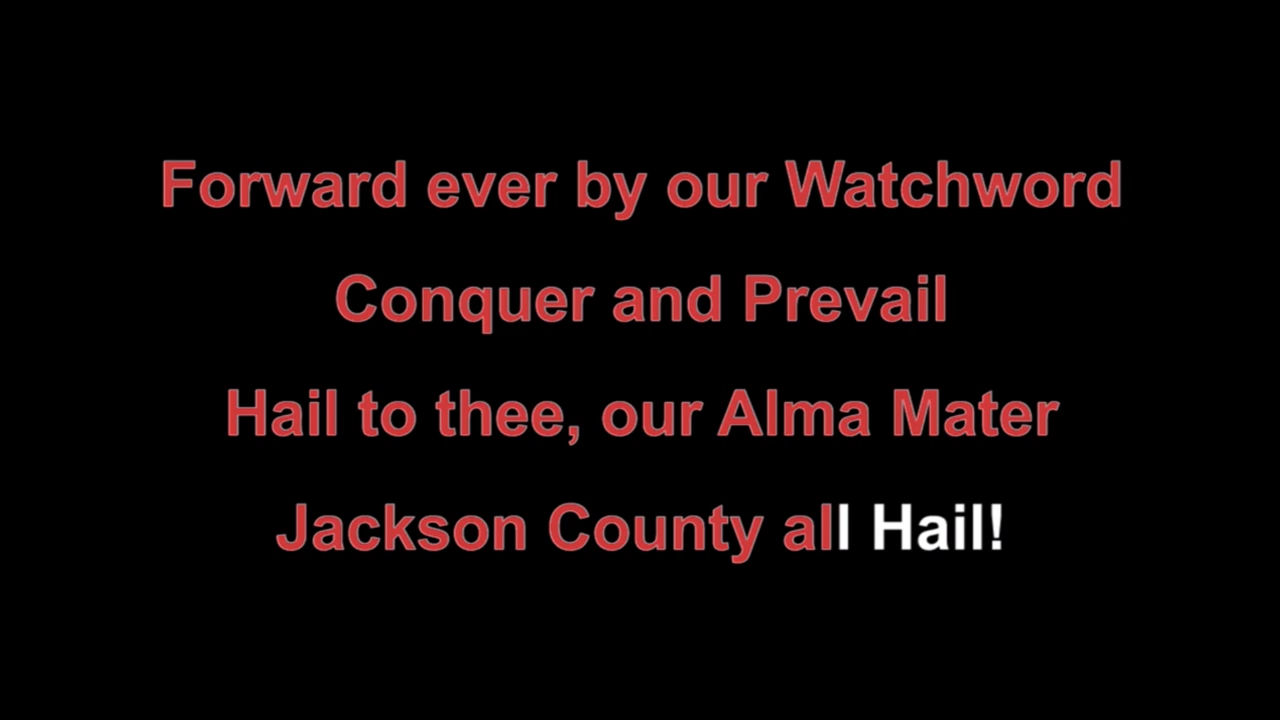 Forward ever by our Watchword
Conquer and Prevail
Hail to thee, our Alma Mater
Jackson County all Hail!